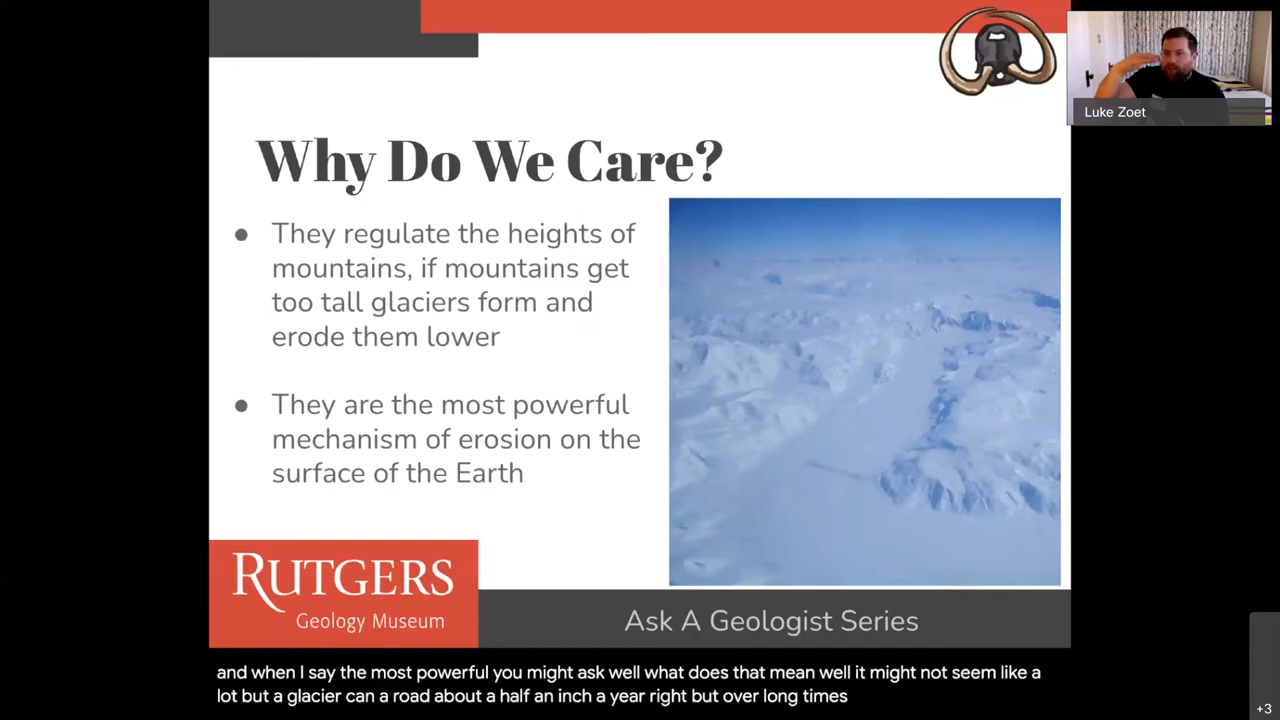 Luke Zoet
Why Do We Care?
● They regulate the heights of
mountains, if mountains get
too tall glaciers form and
erode them lower
● They are the most powerful
mechanism of erosion on the
surface of the Earth
RUTGERS
Geology Museum
Ask A Geologist Series
and when I say the most powerful you might ask well what does that mean well it might not seem like a
lot but a glacier can a road about a half an inch a year right but over long times
+3